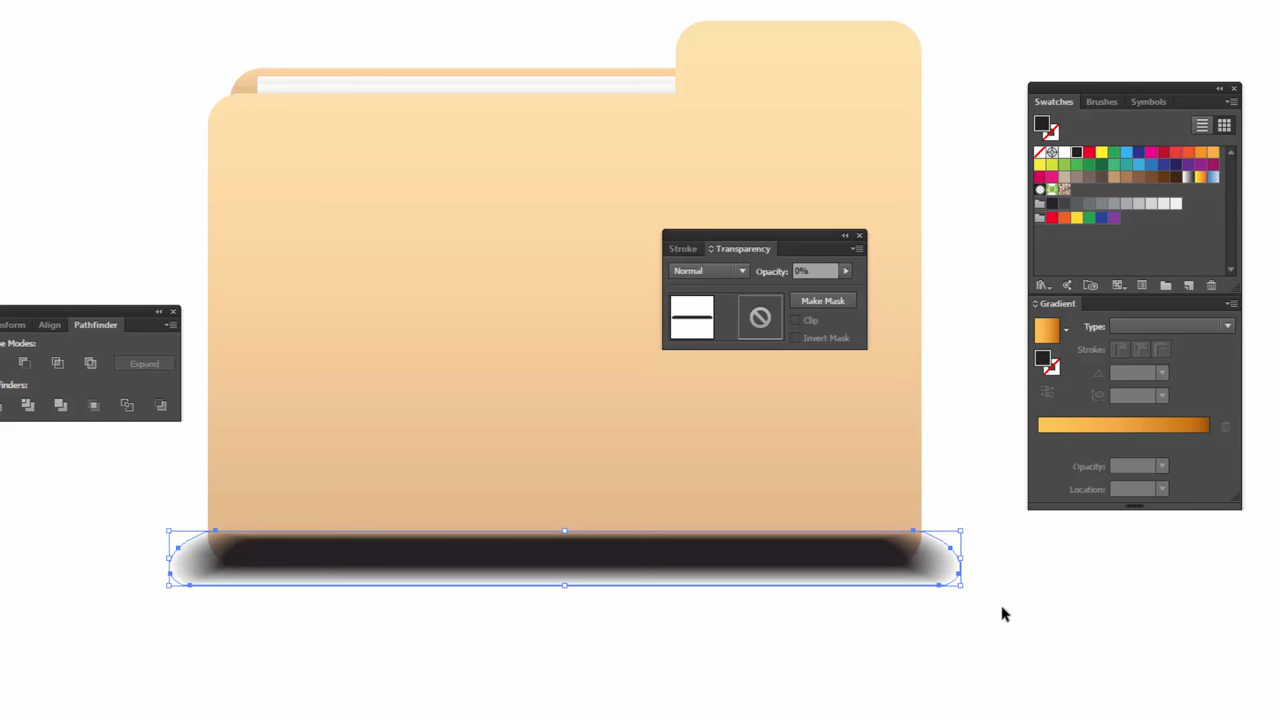 Swatches Brushes Symbols
Stroke Transparency
Normal Opacity: 0%
Make Mask
Clip
Invert Mask
Gradient
Type:
Stroke:
Opacity:
Location:
nsform Align Pathfinder
e Modes:
Expand
finders: